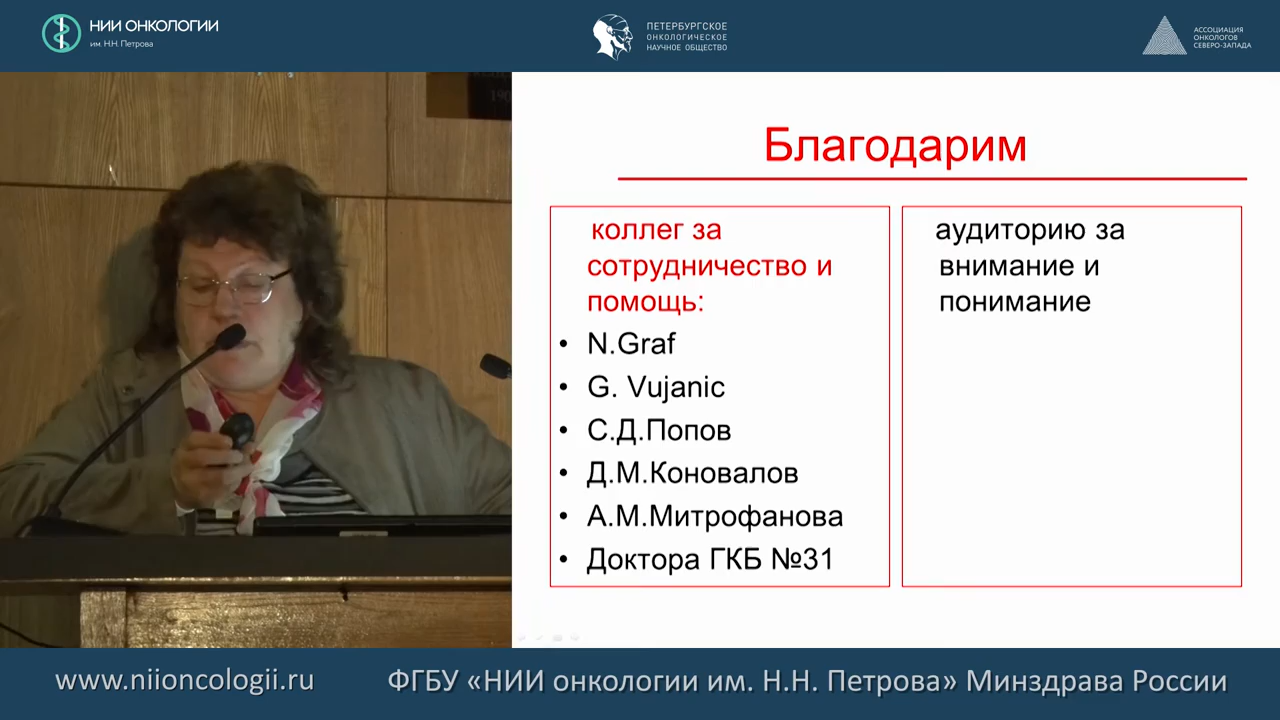 НИИ ОНКОЛОГИИ
им. Н.Н. Петрова
ПЕТЕРБУРГСКОЕ
ОНКОЛОГИЧЕСКОЕ
НАУЧНОЕ ОБЩЕСТВО
АССОЦИАЦИЯ
ОНКОЛОГОВ
СЕВЕРО-ЗАПАДА
Благодарим
коллег за
сотрудничество и
помощь:
• N.Graf
• G. Vujanic
• С.Д.Попов
• Д.М.Коновалов
• А.М.Митрофанова
• Доктора ГКБ №31
аудиторию за
внимание и
понимание
www.niioncologii.ru
ФГБУ «НИИ онкологии им. Н.Н. Петрова» Минздрава России